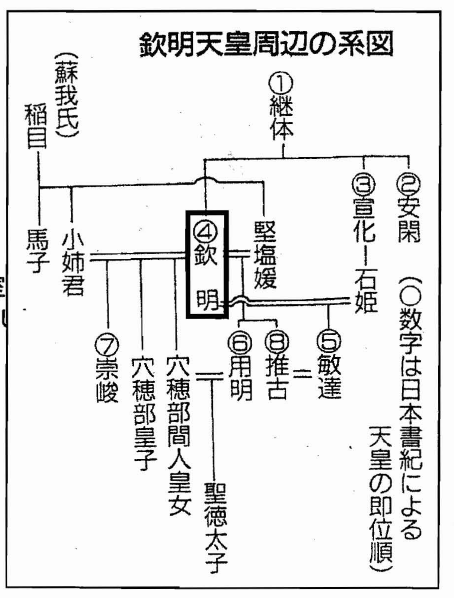 欽明天皇周辺の系図
①継体
②安閑
③宣化
石姫
④欽明
(蘇我氏)
稲目
馬子
小姉君
堅塩媛
⑤敏達
⑧推古
⑥用明
穴穂部間人皇女
穴穂部皇子
⑦崇峻
聖徳太子
(○数字は日本書紀による
天皇の即位順)